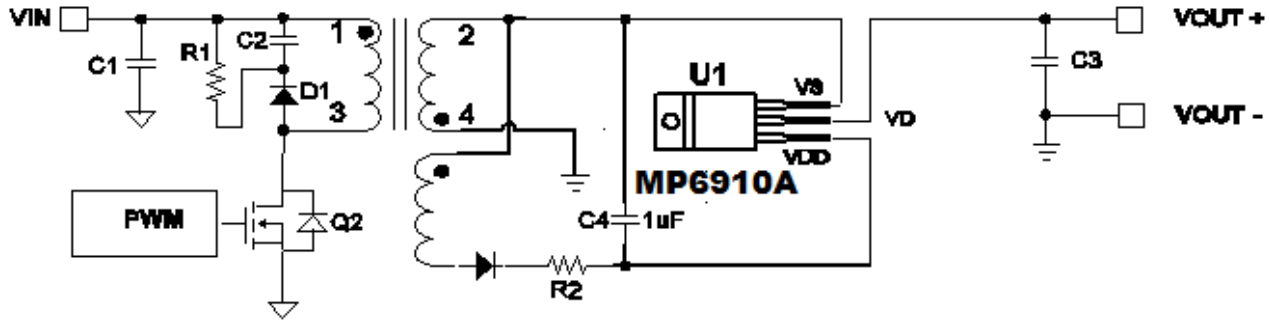 VIN
C1
R1
C2
D1
1
3
2
4
U1
VS
VD
VDD
MP6910A
C3
VOUT +
VOUT -
PWM
Q2
C4
1uF
R2